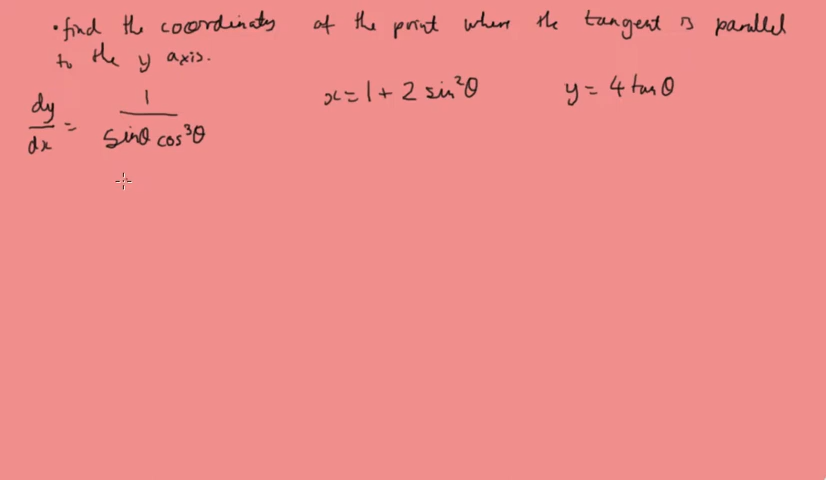 • find the coordinates of the point where the tangent is parallel
to the y axis.
dy/dx = 1/(sinθ cos³θ) x = 1 + 2 sin²θ y = 4 tanθ